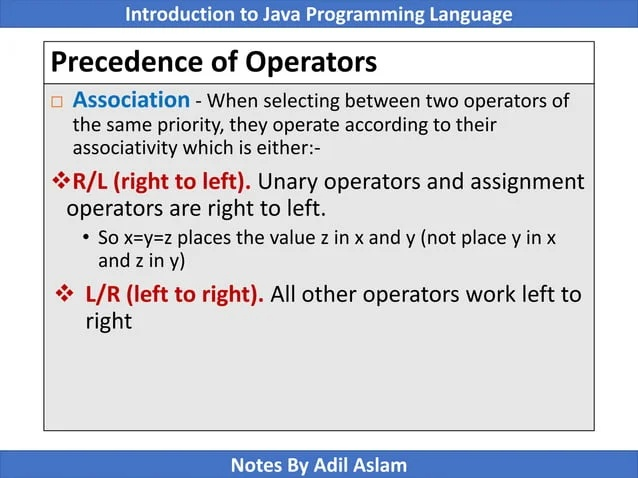 Introduction to Java Programming Language
Precedence of Operators
□ Association - When selecting between two operators of
the same priority, they operate according to their
associativity which is either:-
❖R/L (right to left). Unary operators and assignment
operators are right to left.
• So x=y=z places the value z in x and y (not place y in x
and z in y)
❖ L/R (left to right). All other operators work left to
right
Notes By Adil Aslam